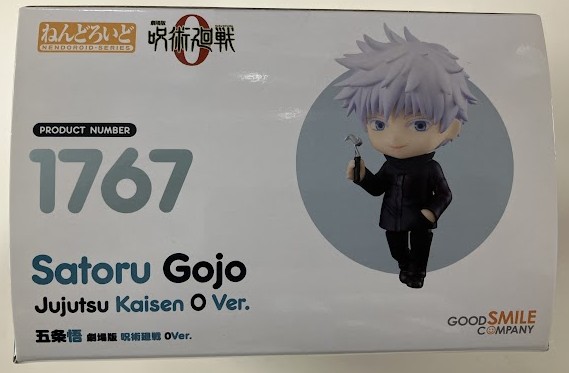 ねんどろいど
NENDOROID-SERIES
劇場版
呪術廻戦
0
PRODUCT NUMBER
1767
Satoru Gojo
Jujutsu Kaisen 0 Ver.
五条悟 劇場版 呪術廻戦 0Ver.
GOOD SMILE
COMPANY